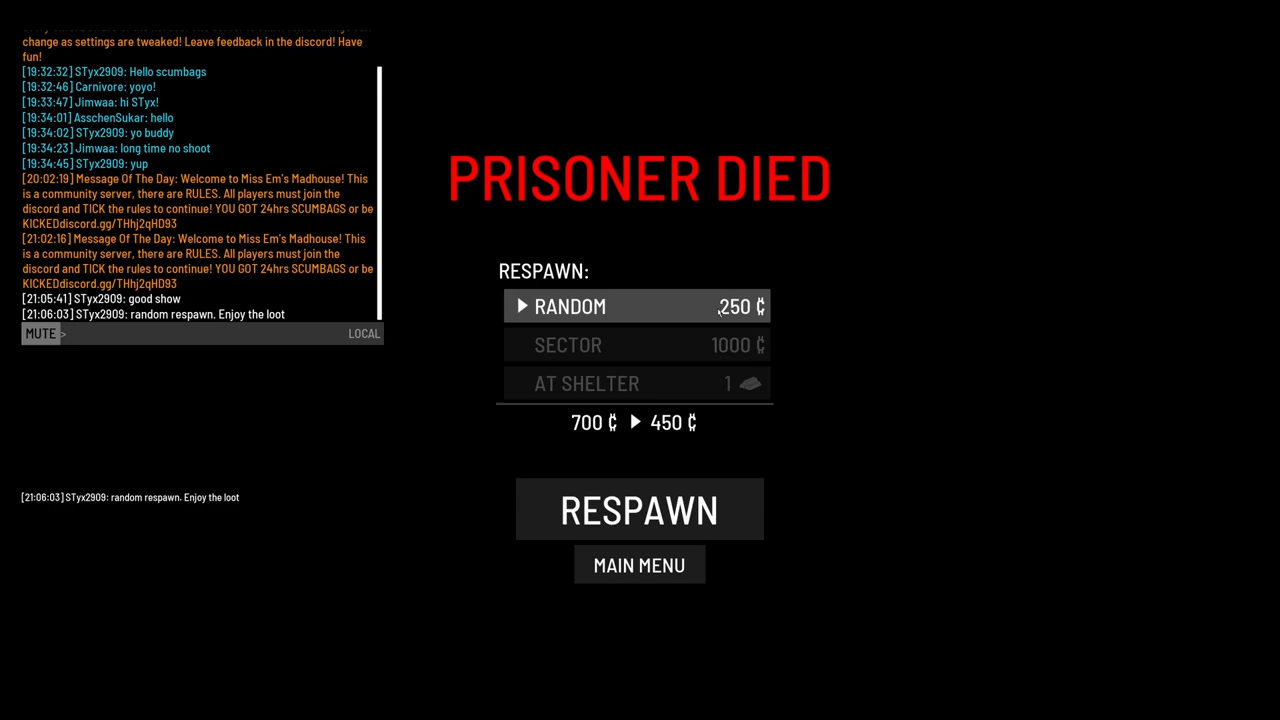 change as settings are tweaked! Leave feedback in the discord! Have
fun!
[19:32:32] STyx2909: Hello scumbags
[19:32:46] Carnivore: yoyo!
[19:33:47] Jimwaa: hi STyx!
[19:34:01] AsschenSukar: hello
[19:34:02] STyx2909: yo buddy
[19:34:23] Jimwaa: long time no shoot
[19:34:45] STyx2909: yup
[20:02:19] Message Of The Day: Welcome to Miss Em's Madhouse! This
is a community server, there are RULES. All players must join the
discord and TICK the rules to continue! YOU GOT 24hrs SCUMBAGS or be
KICKEDdiscord.gg/THhj2qHD93
[21:02:16] Message Of The Day: Welcome to Miss Em's Madhouse! This
is a community server, there are RULES. All players must join the
discord and TICK the rules to continue! YOU GOT 24hrs SCUMBAGS or be
KICKEDdiscord.gg/THhj2qHD93
[21:05:41] STyx2909: good show
[21:06:03] STyx2909: random respawn. Enjoy the loot
MUTE > LOCAL
[21:06:03] STyx2909: random respawn. Enjoy the loot
PRISONER DIED
RESPAWN:
RANDOM 250
SECTOR 1000
AT SHELTER 1
700 450
RESPAWN
MAIN MENU